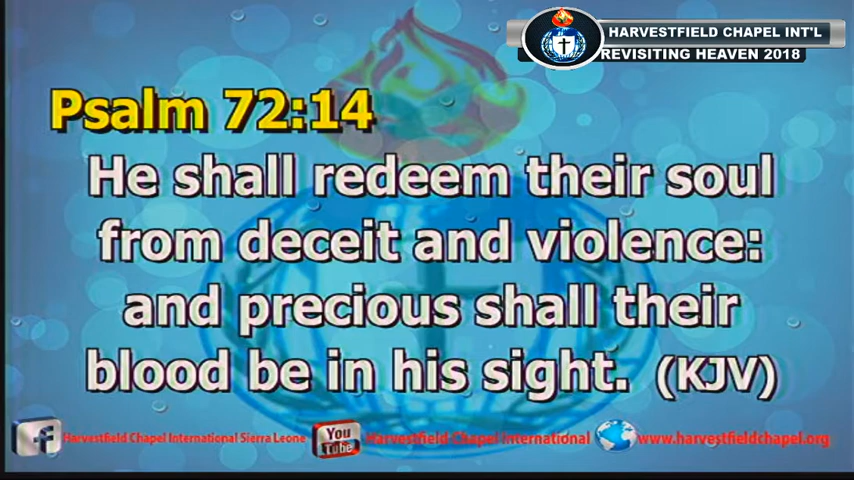 HARVESTFIELD CHAPEL INT'L
REVISITING HEAVEN 2018
Psalm 72:14
He shall redeem their soul
from deceit and violence:
and precious shall their
blood be in his sight. (KJV)
f Harvestfield Chapel International Sierra Leone You Tube Harvestfield Chapel International www.harvestfieldchapel.org